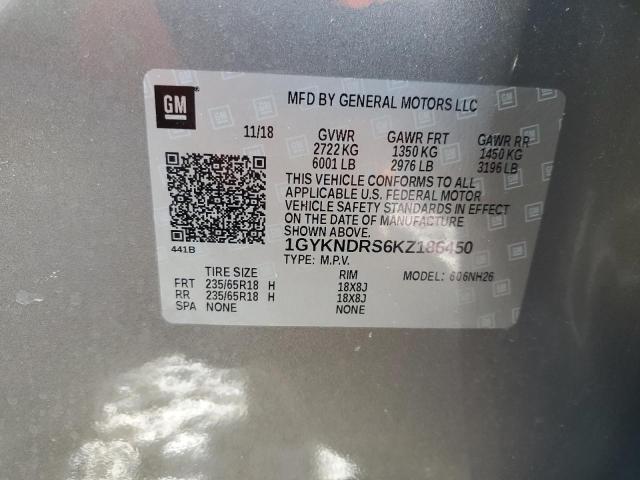 GM
MFD BY GENERAL MOTORS LLC
11/18 GVWR GAWR FRT GAWR RR
2722 KG 1350 KG 1450 KG
6001 LB 2976 LB 3196 LB
THIS VEHICLE CONFORMS TO ALL
APPLICABLE U.S. FEDERAL MOTOR
VEHICLE SAFETY STANDARDS IN EFFECT
ON THE DATE OF MANUFACTURE
SHOWN ABOVE.
441B 1GYKNDRS6KZ186450
TYPE: M.P.V.
TIRE SIZE RIM MODEL: 606NH26
FRT 235/65R18 H 18X8J
RR 235/65R18 H 18X8J
SPA NONE NONE